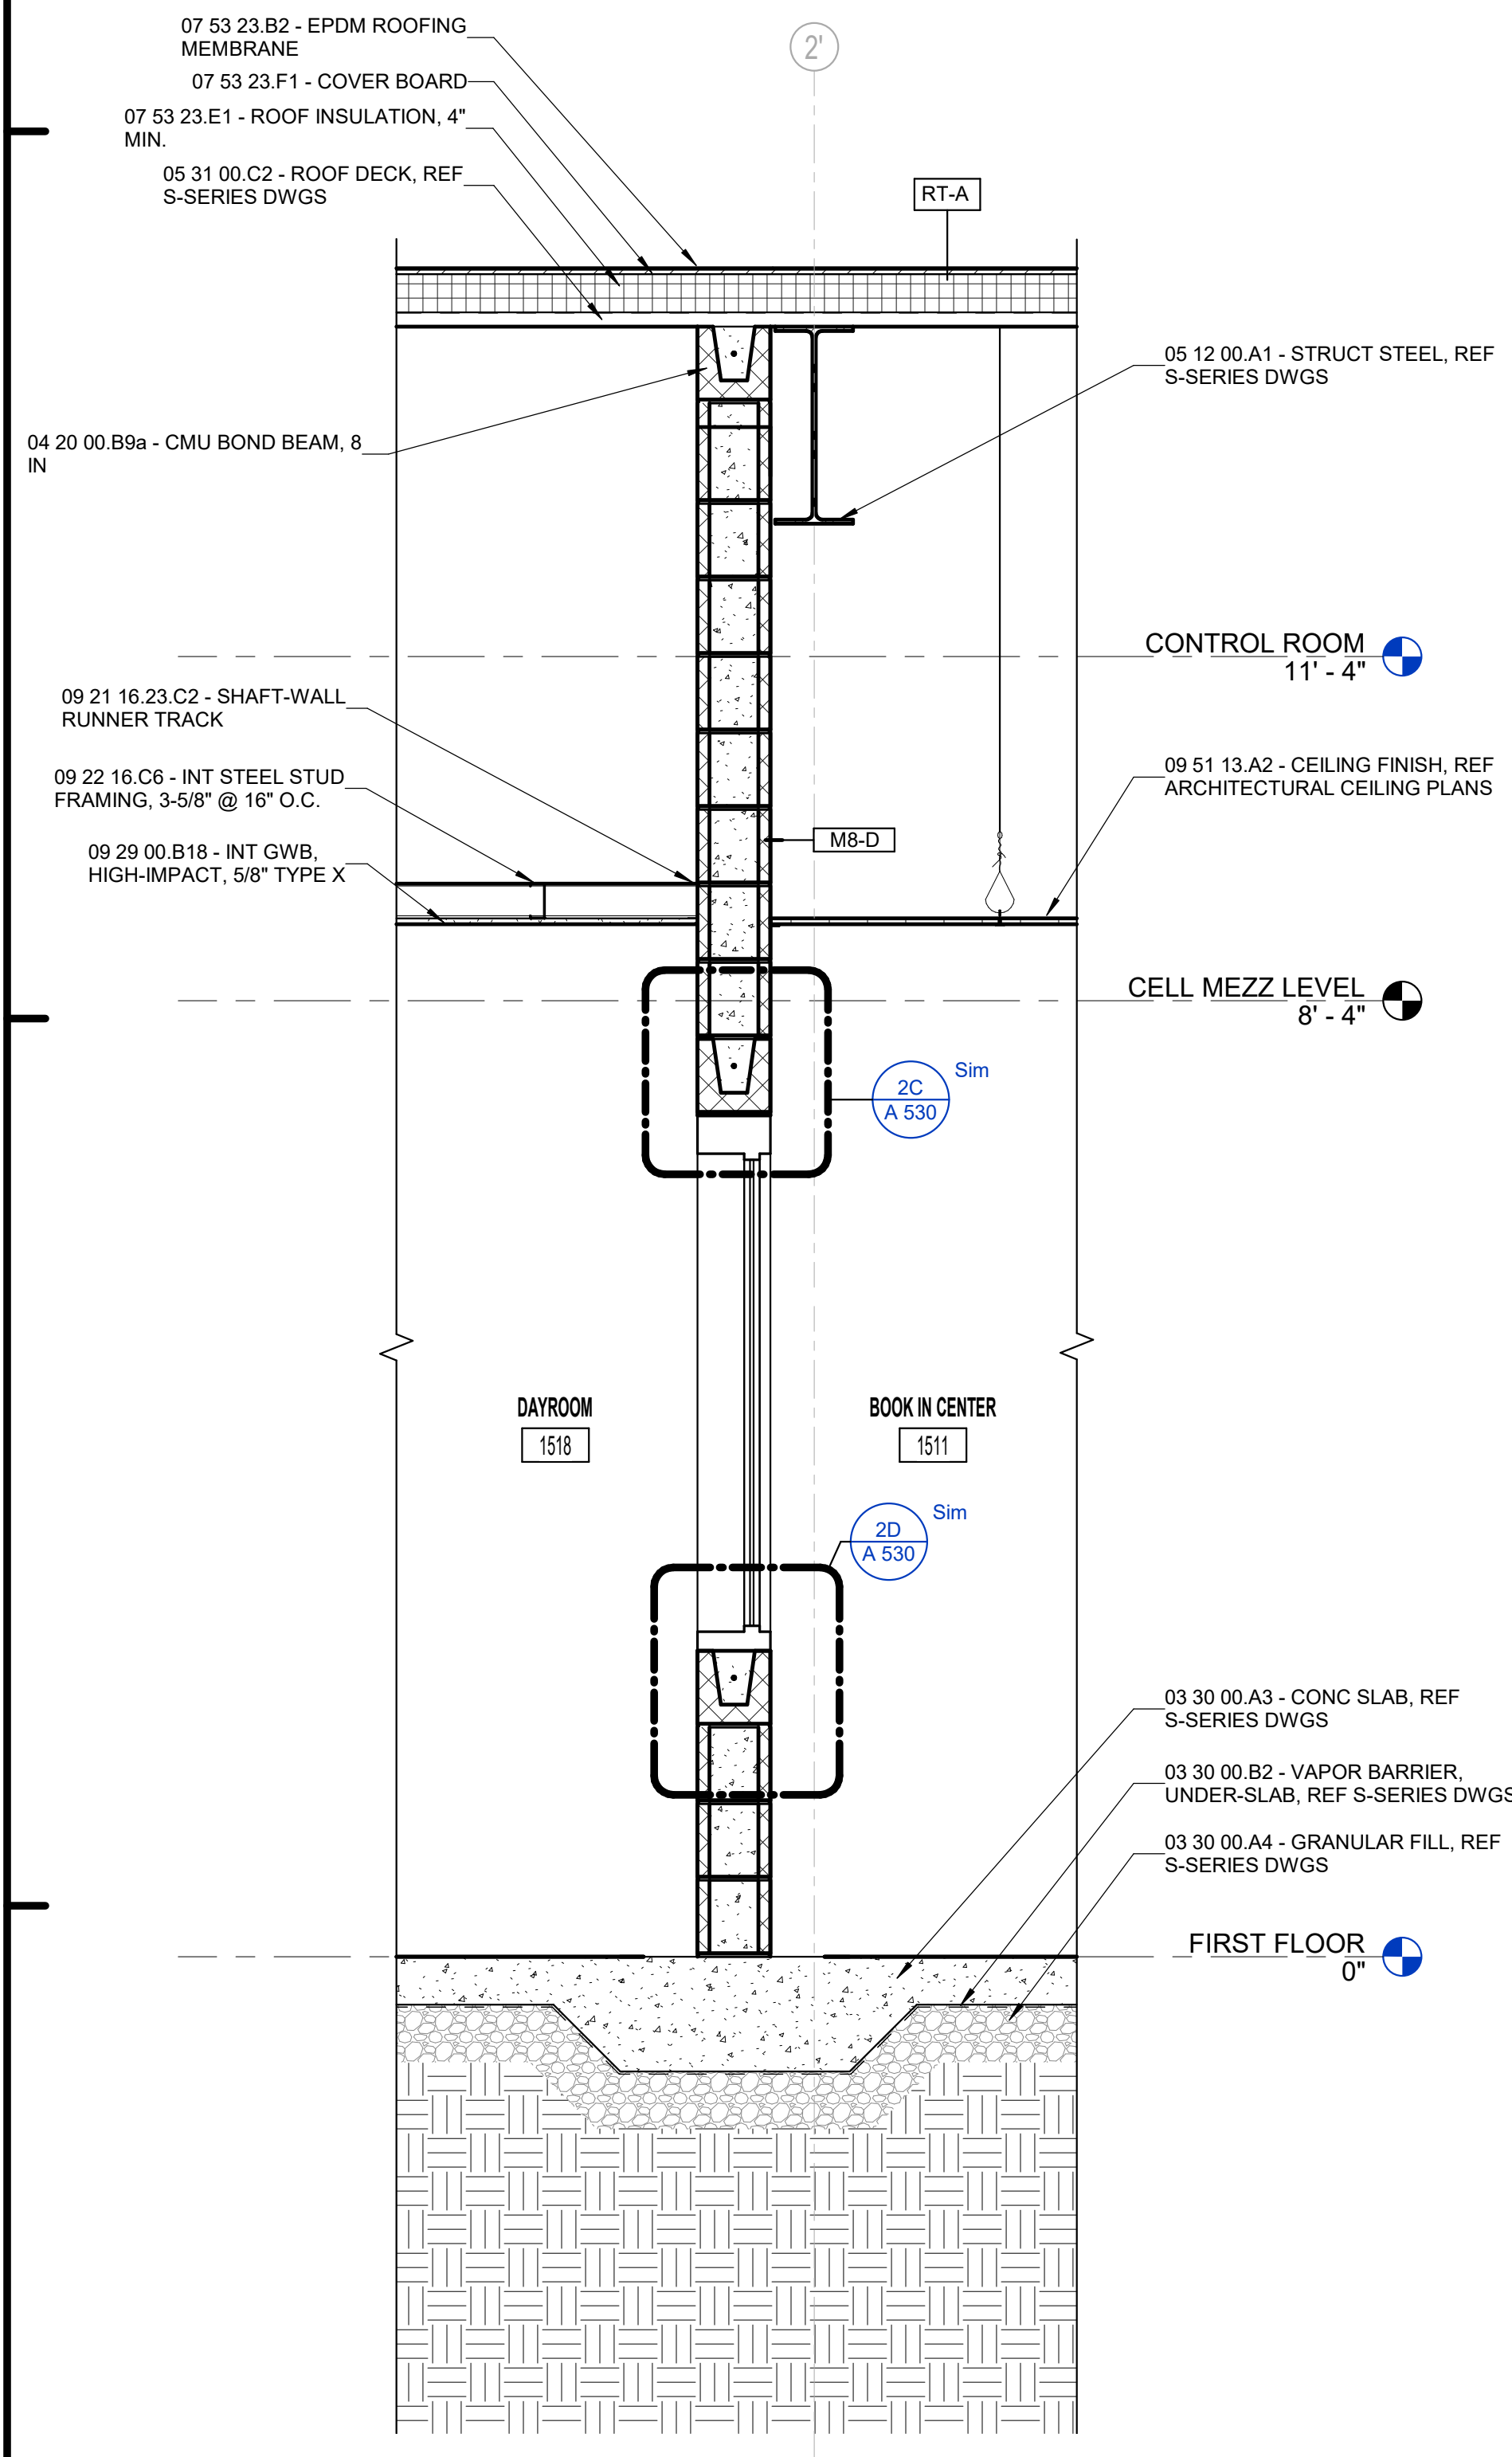 07 53 23.B2 - EPDM ROOFING
MEMBRANE
2'
07 53 23.F1 - COVER BOARD
07 53 23.E1 - ROOF INSULATION, 4"
MIN.
05 31 00.C2 - ROOF DECK, REF
S-SERIES DWGS
RT-A
05 12 00.A1 - STRUCT STEEL, REF
S-SERIES DWGS
04 20 00.B9a - CMU BOND BEAM, 8
IN
CONTROL ROOM
11' - 4"
09 21 16.23.C2 - SHAFT-WALL
RUNNER TRACK
09 22 16.C6 - INT STEEL STUD
FRAMING, 3-5/8" @ 16" O.C.
09 51 13.A2 - CEILING FINISH, REF
ARCHITECTURAL CEILING PLANS
M8-D
09 29 00.B18 - INT GWB,
HIGH-IMPACT, 5/8" TYPE X
CELL MEZZ LEVEL
8' - 4"
Sim
2C
A 530
DAYROOM
1518
BOOK IN CENTER
1511
Sim
2D
A 530
03 30 00.A3 - CONC SLAB, REF
S-SERIES DWGS
03 30 00.B2 - VAPOR BARRIER,
UNDER-SLAB, REF S-SERIES DWGS
03 30 00.A4 - GRANULAR FILL, REF
S-SERIES DWGS
FIRST FLOOR
0"